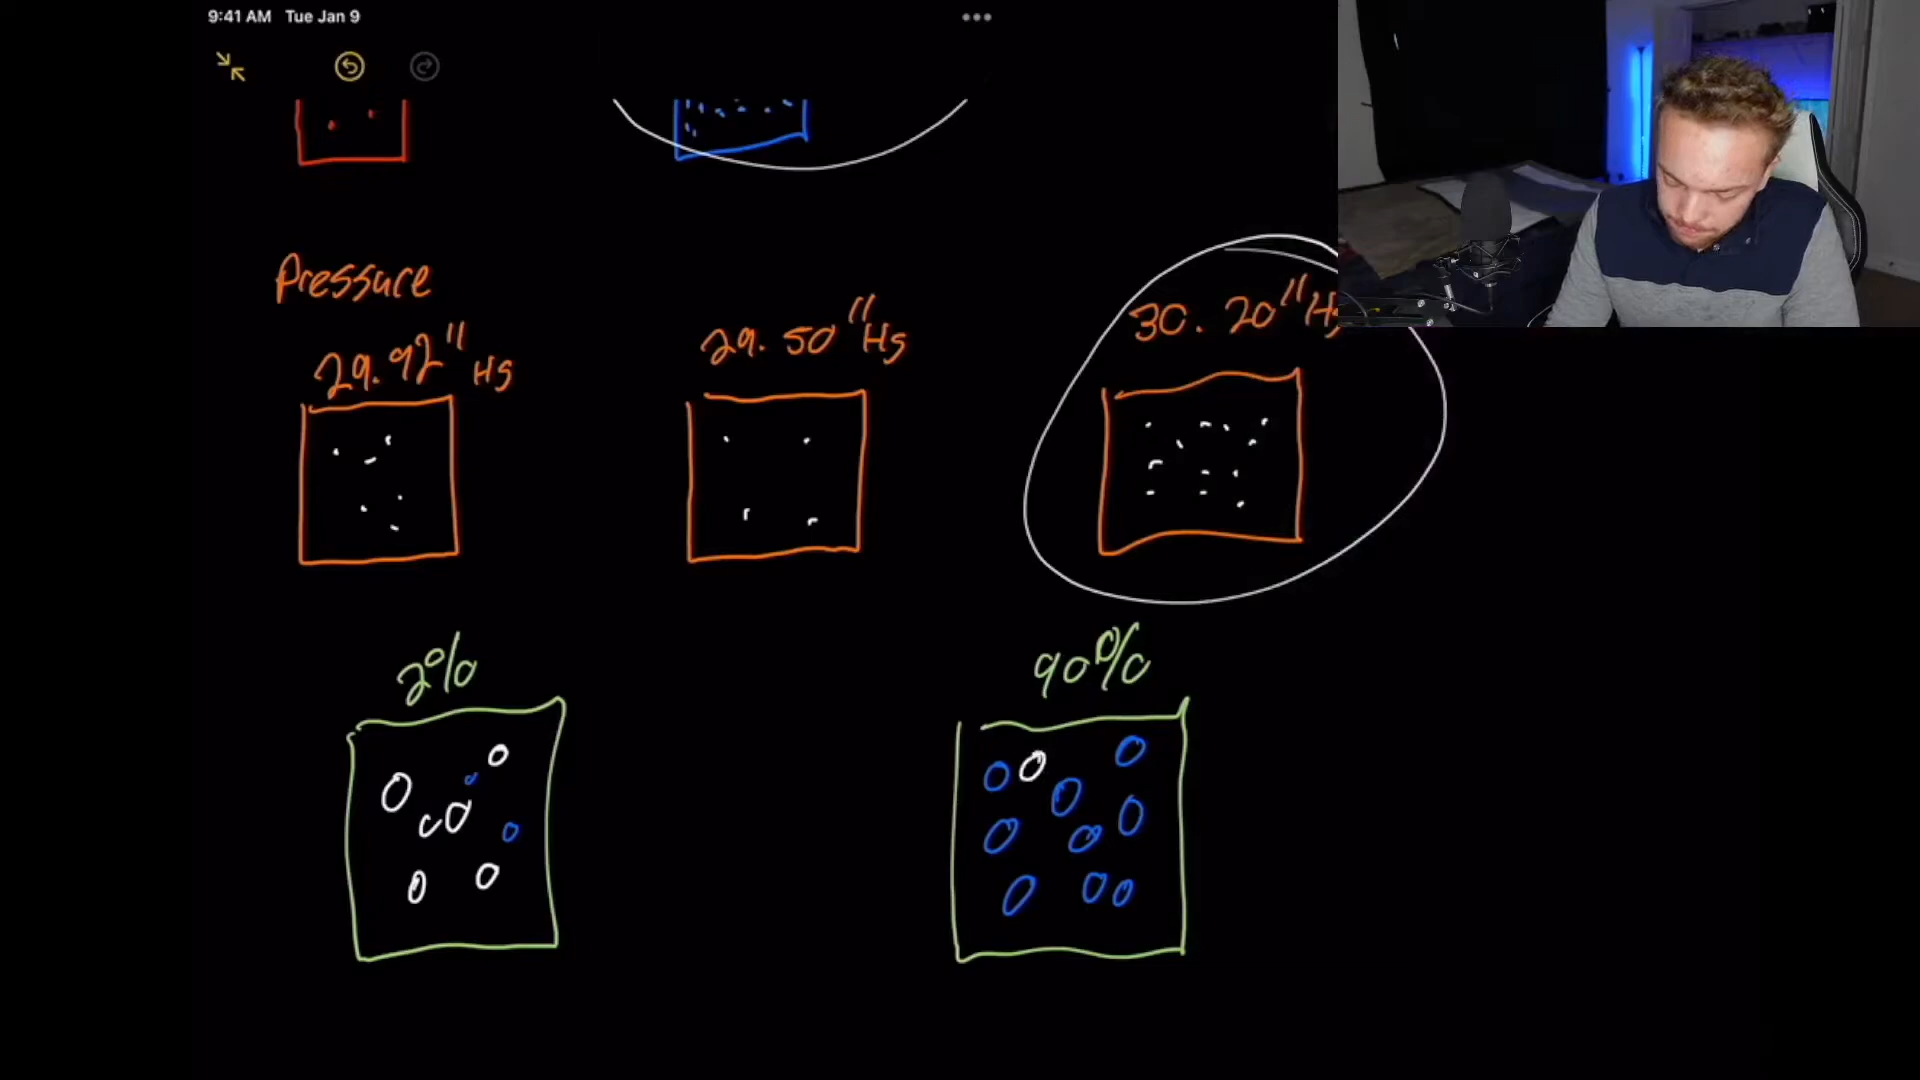 9:41 AM Tue Jan 9
Pressure
29.92" Hg
29.50" Hg
30.20" Hg
2%
90%